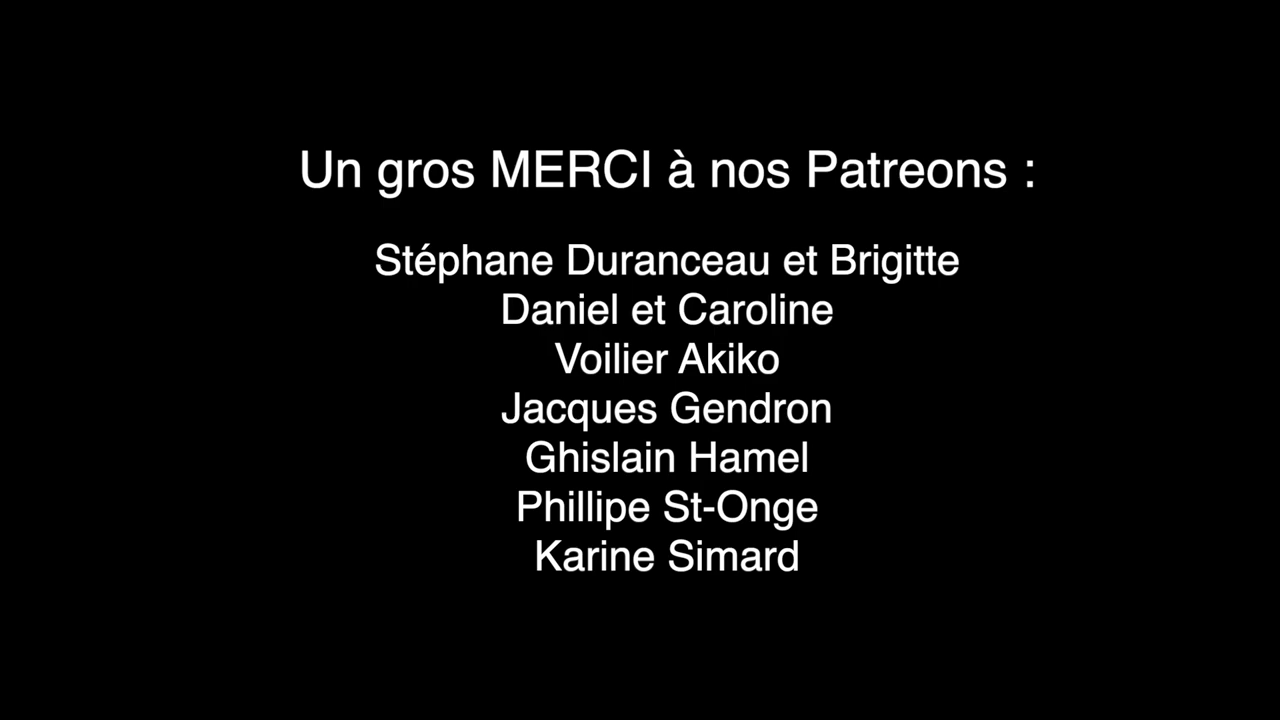 Un gros MERCI à nos Patreons :
Stéphane Duranceau et Brigitte
Daniel et Caroline
Voilier Akiko
Jacques Gendron
Ghislain Hamel
Phillipe St-Onge
Karine Simard